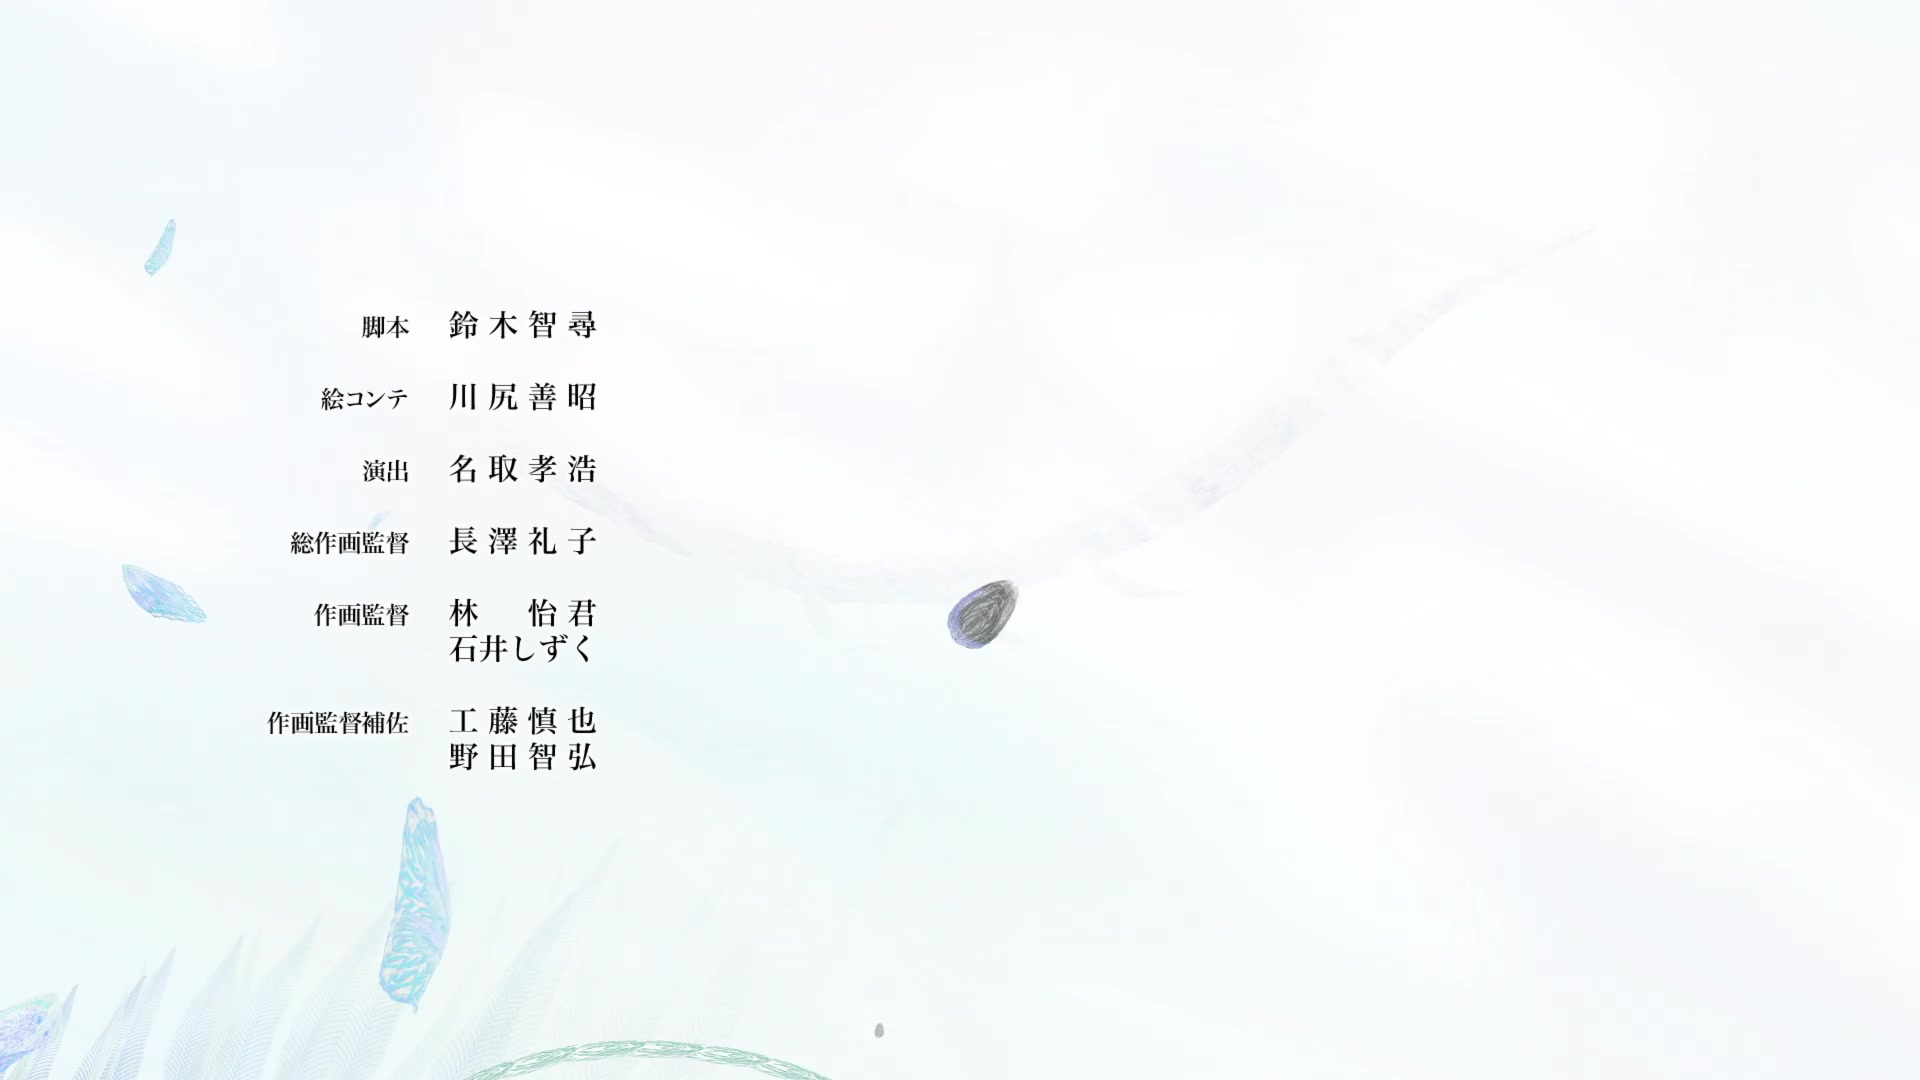 脚本 鈴木智尋
絵コンテ 川尻善昭
演出 名取孝浩
総作画監督 長澤礼子
作画監督 林 怡君
石井しずく
作画監督補佐 工藤慎也
野田智弘